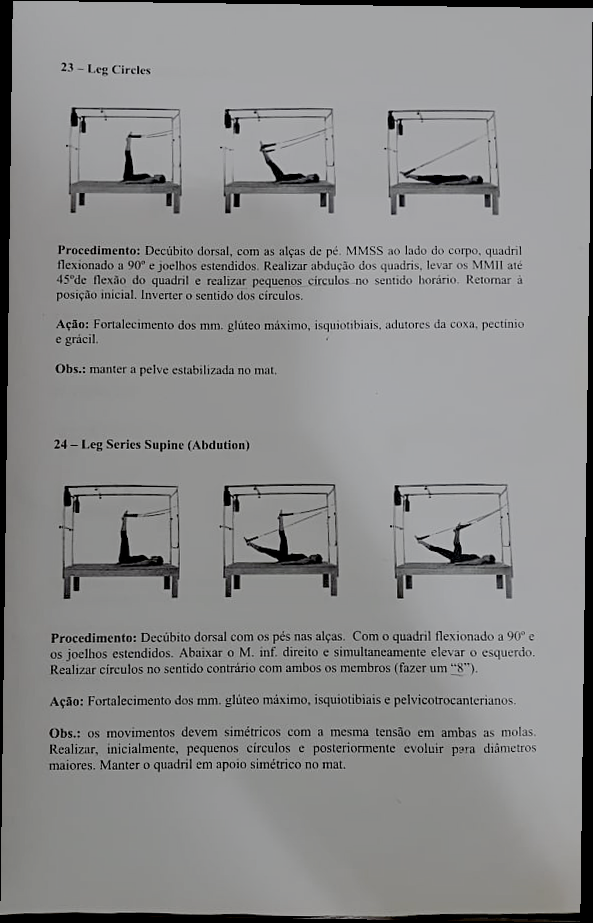 23 – Leg Circles
Procedimento: Decúbito dorsal, com as alças de pé. MMSS ao lado do corpo, quadril
flexionado a 90º e joelhos estendidos. Realizar abdução dos quadris, levar os MMII até
45ºde flexão do quadril e realizar pequenos círculos no sentido horário. Retornar à
posição inicial. Inverter o sentido dos círculos.
Ação: Fortalecimento dos mm. glúteo máximo, isquiotibiais, adutores da coxa, pectínio
e grácil.
Obs.: manter a pelve estabilizada no mat.
24 – Leg Series Supine (Abdution)
Procedimento: Decúbito dorsal com os pés nas alças. Com o quadril flexionado a 90º e
os joelhos estendidos. Abaixar o M. inf. direito e simultaneamente elevar o esquerdo.
Realizar círculos no sentido contrário com ambos os membros (fazer um "8").
Ação: Fortalecimento dos mm. glúteo máximo, isquiotibiais e pelvicotrocanterianos.
Obs.: os movimentos devem simétricos com a mesma tensão em ambas as molas.
Realizar, inicialmente, pequenos círculos e posteriormente evoluir para diâmetros
maiores. Manter o quadril em apoio simétrico no mat.